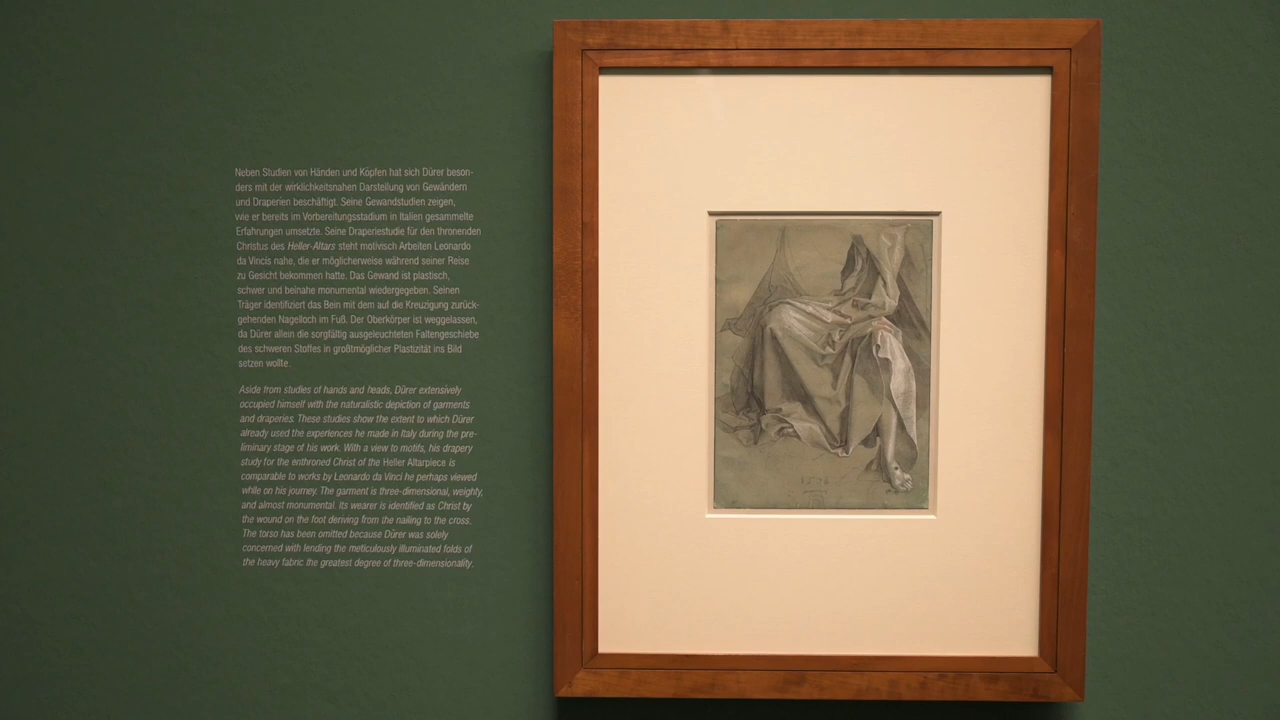 Neben Studien von Händen und Köpfen hat sich Dürer beson-
ders mit der wirklichkeitsnahen Darstellung von Gewändern
und Draperien beschäftigt. Seine Gewandstudien zeigen,
wie er bereits im Vorbereitungsstadium in Italien gesammelte
Erfahrungen umsetzte. Seine Draperiestudie für den thronenden
Christus des Heller-Altars steht motivisch Arbeiten Leonardo
da Vincis nahe, die er möglicherweise während seiner Reise
zu Gesicht bekommen hatte. Das Gewand ist plastisch,
schwer und beinahe monumental wiedergegeben. Seinen
Träger identifiziert das Bein mit dem auf die Kreuzigung zurück-
gehenden Nagelloch im Fuß. Der Oberkörper ist weggelassen,
da Dürer allein die sorgfältig ausgeleuchteten Faltengeschiebe
des schweren Stoffes in größtmöglicher Plastizität ins Bild
setzen wollte.
Aside from studies of hands and heads, Dürer extensively
occupied himself with the naturalistic depiction of garments
and draperies. These studies show the extent to which Dürer
already used the experiences he made in Italy during the pre-
liminary stage of his work. With a view to motifs, his drapery
study for the enthroned Christ of the Heller Altarpiece is
comparable to works by Leonardo da Vinci he perhaps viewed
while on his journey. The garment is three-dimensional, weighty,
and almost monumental. Its wearer is identified as Christ by
the wound on the foot deriving from the nailing to the cross.
The torso has been omitted because Dürer was solely
concerned with lending the meticulously illuminated folds of
the heavy fabric the greatest degree of three-dimensionality.